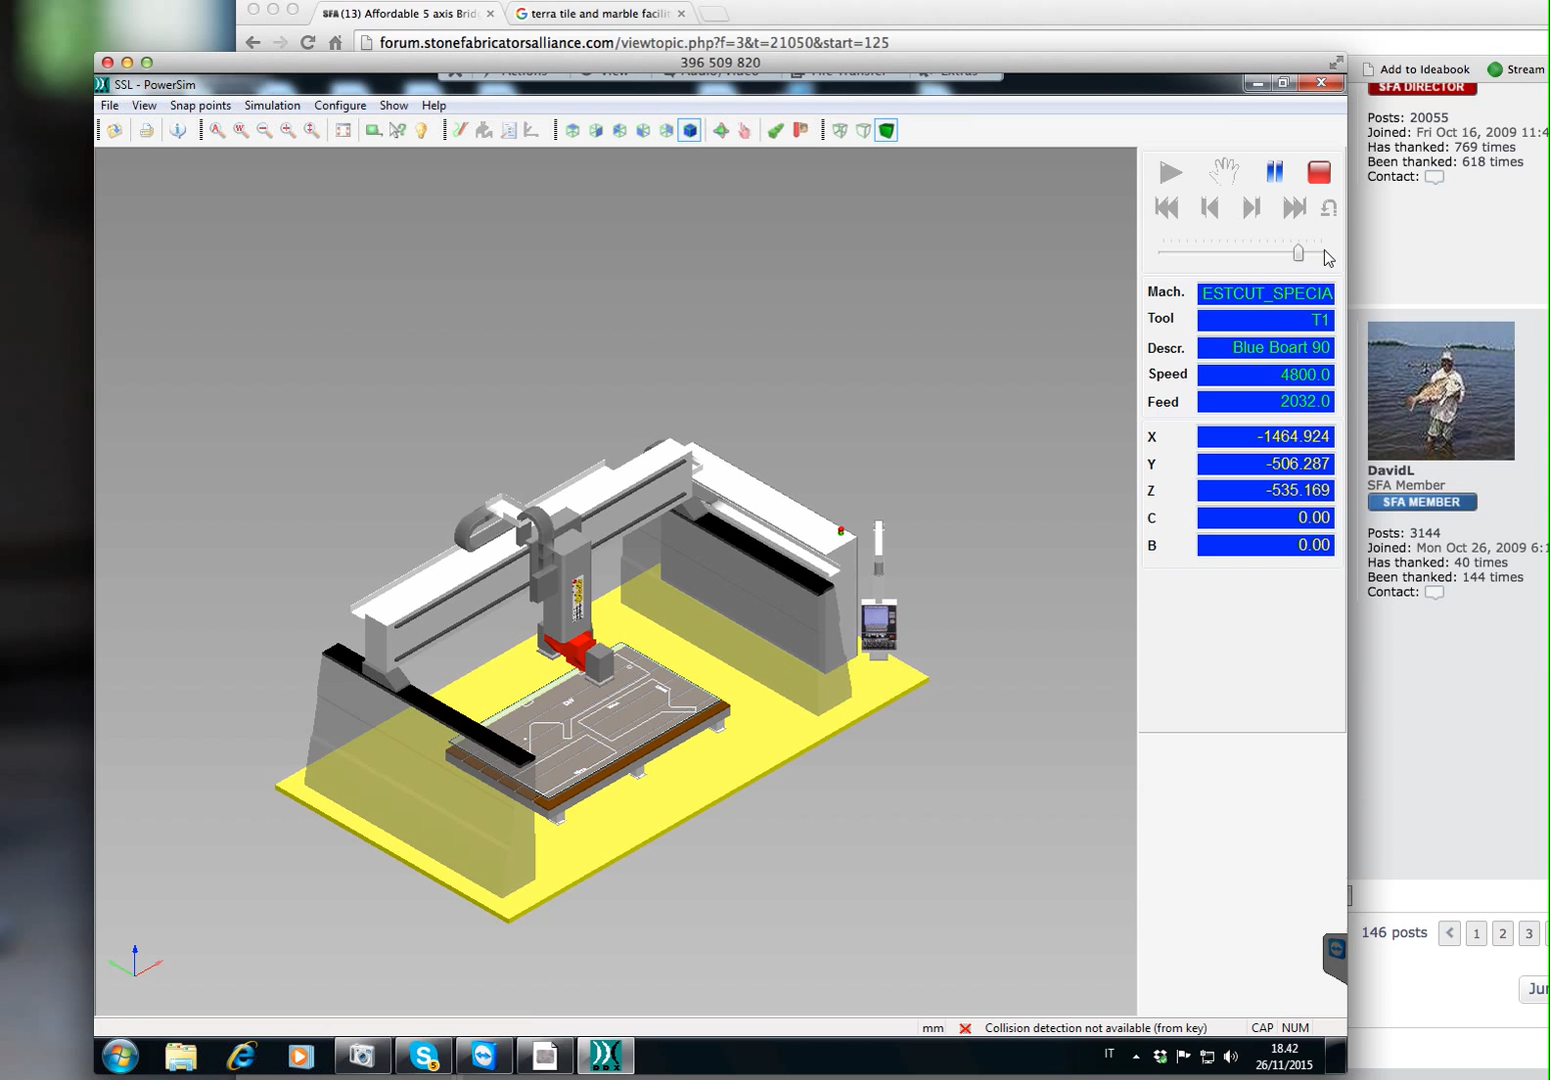 SFA (13) Affordable 5 axis Brid
terra tile and marble facilit
forum.stonefabricatorsalliance.com/viewtopic.php?f=3&t=21050&start=125
396 509 820
Add to Ideabook
Stream
SFA DIRECTOR
Posts: 20055
Joined: Fri Oct 16, 2009 11:4
Has thanked: 769 times
Been thanked: 618 times
Contact:
SSL - PowerSim
File View Snap points Simulation Configure Show Help
Mach. ESTCUT_SPECIA
Tool T1
Descr. Blue Boart 90
Speed 4800.0
Feed 2032.0
X -1464.924
Y -506.287
Z -535.169
C 0.00
B 0.00
DavidL
SFA Member
SFA MEMBER
Posts: 3144
Joined: Mon Oct 26, 2009 6:1
Has thanked: 40 times
Been thanked: 144 times
Contact:
146 posts 1 2 3
mm Collision detection not available (from key) CAP NUM
IT
18.42
26/11/2015
DDX